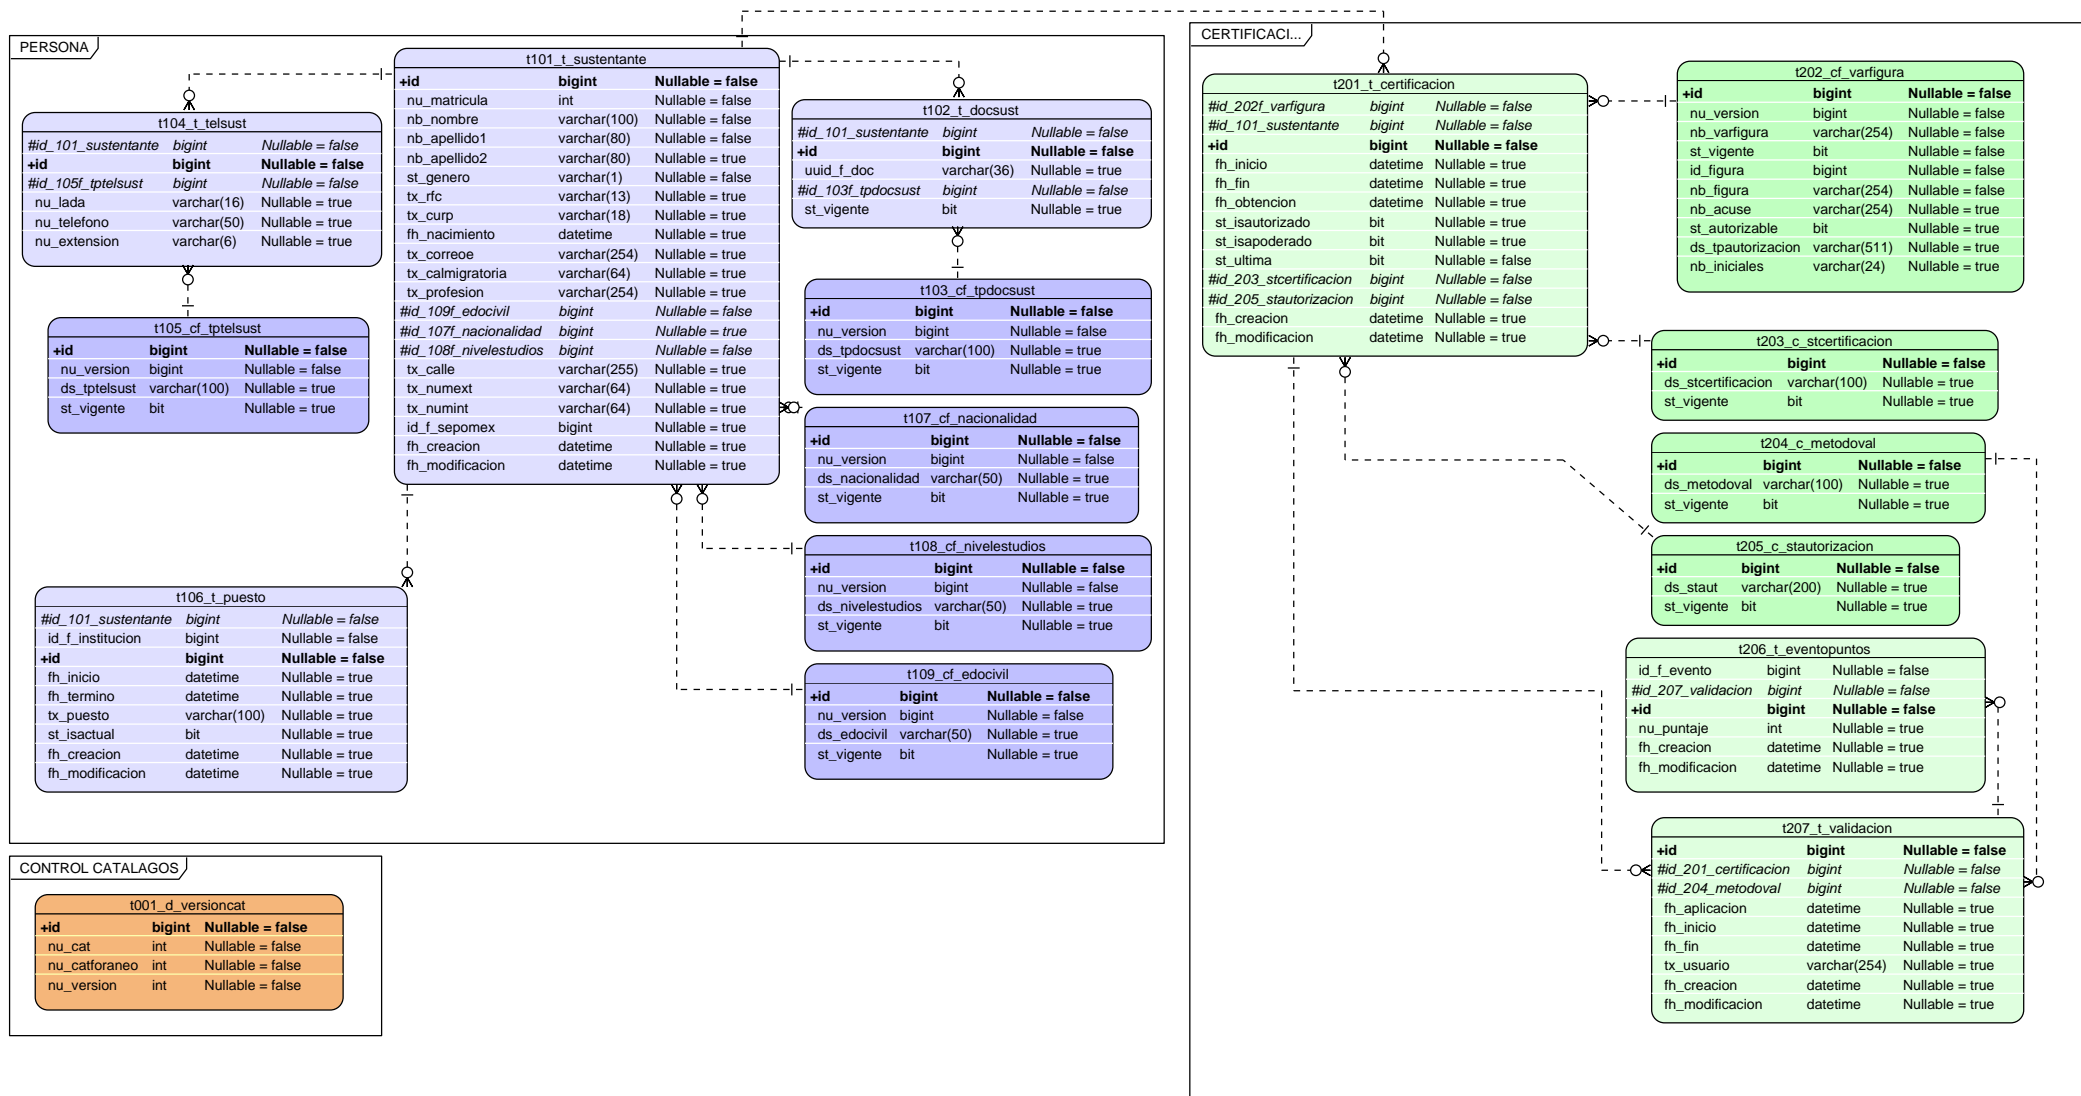 PERSONA
t101_t_sustentante
+id bigint Nullable = false
nu_matricula int Nullable = false
nb_nombre varchar(100) Nullable = false
nb_apellido1 varchar(80) Nullable = false
nb_apellido2 varchar(80) Nullable = true
st_genero varchar(1) Nullable = false
tx_rfc varchar(13) Nullable = true
tx_curp varchar(18) Nullable = true
fh_nacimiento datetime Nullable = true
tx_correoe varchar(254) Nullable = true
tx_calmigratoria varchar(64) Nullable = true
tx_profesion varchar(254) Nullable = true
#id_109f_edocivil bigint Nullable = false
#id_107f_nacionalidad bigint Nullable = true
#id_108f_nivelestudios bigint Nullable = false
tx_calle varchar(255) Nullable = true
tx_numext varchar(64) Nullable = true
tx_numint varchar(64) Nullable = true
id_f_sepomex bigint Nullable = true
fh_creacion datetime Nullable = true
fh_modificacion datetime Nullable = true
t104_t_telsust
#id_101_sustentante bigint Nullable = false
+id bigint Nullable = false
#id_105f_tptelsust bigint Nullable = false
nu_lada varchar(16) Nullable = true
nu_telefono varchar(50) Nullable = true
nu_extension varchar(6) Nullable = true
t105_cf_tptelsust
+id bigint Nullable = false
nu_version bigint Nullable = false
ds_tptelsust varchar(100) Nullable = true
st_vigente bit Nullable = true
t102_t_docsust
#id_101_sustentante bigint Nullable = false
+id bigint Nullable = false
uuid_f_doc varchar(36) Nullable = true
#id_103f_tpdocsust bigint Nullable = false
st_vigente bit Nullable = true
t103_cf_tpdocsust
+id bigint Nullable = false
nu_version bigint Nullable = false
ds_tpdocsust varchar(100) Nullable = true
st_vigente bit Nullable = true
t107_cf_nacionalidad
+id bigint Nullable = false
nu_version bigint Nullable = false
ds_nacionalidad varchar(50) Nullable = true
st_vigente bit Nullable = true
t108_cf_nivelestudios
+id bigint Nullable = false
nu_version bigint Nullable = false
ds_nivelestudios varchar(50) Nullable = true
st_vigente bit Nullable = true
t109_cf_edocivil
+id bigint Nullable = false
nu_version bigint Nullable = false
ds_edocivil varchar(50) Nullable = true
st_vigente bit Nullable = true
t106_t_puesto
#id_101_sustentante bigint Nullable = false
id_f_institucion bigint Nullable = false
+id bigint Nullable = false
fh_inicio datetime Nullable = true
fh_termino datetime Nullable = true
tx_puesto varchar(100) Nullable = true
st_isactual bit Nullable = true
fh_creacion datetime Nullable = true
fh_modificacion datetime Nullable = true
CONTROL CATALAGOS
t001_d_versioncat
+id bigint Nullable = false
nu_cat int Nullable = false
nu_catforaneo int Nullable = false
nu_version int Nullable = false
CERTIFICACI...
t201_t_certificacion
#id_202f_varfigura bigint Nullable = false
#id_101_sustentante bigint Nullable = false
+id bigint Nullable = false
fh_inicio datetime Nullable = true
fh_fin datetime Nullable = true
fh_obtencion datetime Nullable = true
st_isautorizado bit Nullable = true
st_isapoderado bit Nullable = true
st_ultima bit Nullable = false
#id_203_stcertificacion bigint Nullable = false
#id_205_stautorizacion bigint Nullable = false
fh_creacion datetime Nullable = true
fh_modificacion datetime Nullable = true
t202_cf_varfigura
+id bigint Nullable = false
nu_version bigint Nullable = false
nb_varfigura varchar(254) Nullable = false
st_vigente bit Nullable = false
id_figura bigint Nullable = false
nb_figura varchar(254) Nullable = false
nb_acuse varchar(254) Nullable = true
st_autorizable bit Nullable = true
ds_tpautorizacion varchar(511) Nullable = true
nb_iniciales varchar(24) Nullable = true
t203_c_stcertificacion
+id bigint Nullable = false
ds_stcertificacion varchar(100) Nullable = true
st_vigente bit Nullable = true
t204_c_metodoval
+id bigint Nullable = false
ds_metodoval varchar(100) Nullable = true
st_vigente bit Nullable = true
t205_c_stautorizacion
+id bigint Nullable = false
ds_staut varchar(200) Nullable = true
st_vigente bit Nullable = true
t206_t_eventopuntos
id_f_evento bigint Nullable = false
#id_207_validacion bigint Nullable = false
+id bigint Nullable = false
nu_puntaje int Nullable = true
fh_creacion datetime Nullable = true
fh_modificacion datetime Nullable = true
t207_t_validacion
+id bigint Nullable = false
#id_201_certificacion bigint Nullable = false
#id_204_metodoval bigint Nullable = false
fh_aplicacion datetime Nullable = true
fh_inicio datetime Nullable = true
fh_fin datetime Nullable = true
tx_usuario varchar(254) Nullable = true
fh_creacion datetime Nullable = true
fh_modificacion datetime Nullable = true